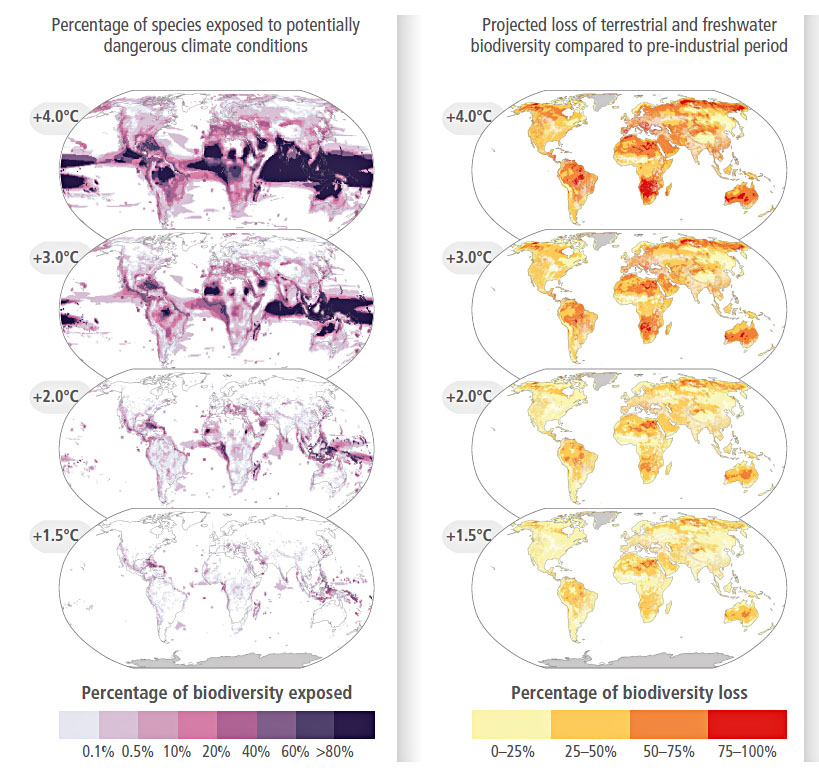 Percentage of species exposed to potentially
dangerous climate conditions
+4.0°C
+3.0°C
+2.0°C
+1.5°C
Percentage of biodiversity exposed
0.1% 0.5% 10% 20% 40% 60% >80%
Projected loss of terrestrial and freshwater
biodiversity compared to pre-industrial period
+4.0°C
+3.0°C
+2.0°C
+1.5°C
Percentage of biodiversity loss
0–25% 25–50% 50–75% 75–100%